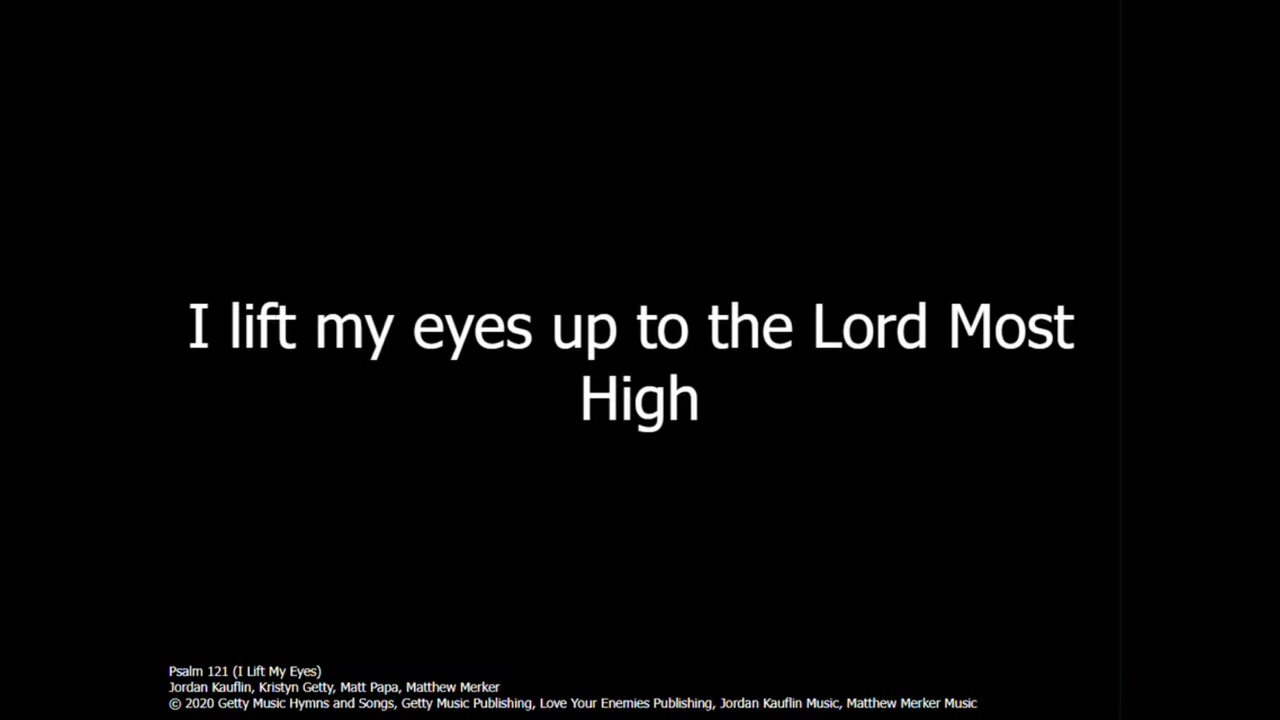 I lift my eyes up to the Lord Most
High
Psalm 121 (I Lift My Eyes)
Jordan Kauflin, Kristyn Getty, Matt Papa, Matthew Merker
© 2020 Getty Music Hymns and Songs, Getty Music Publishing, Love Your Enemies Publishing, Jordan Kauflin Music, Matthew Merker Music